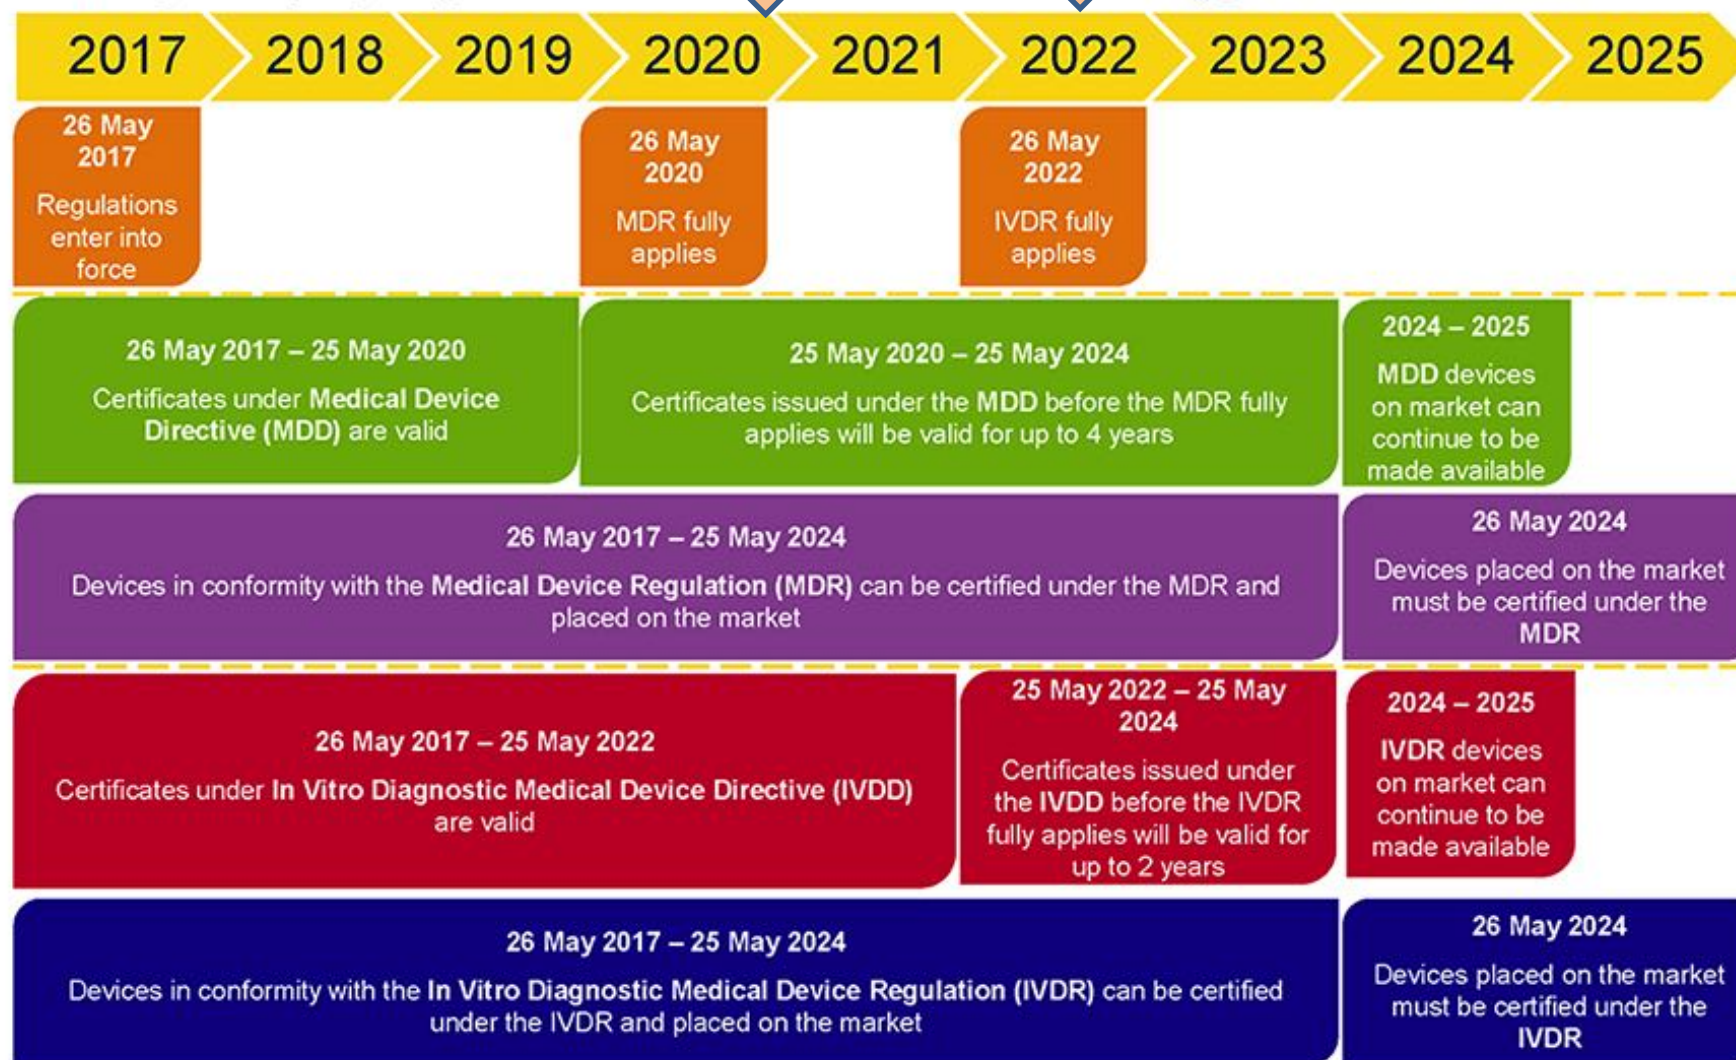 2017 2018 2019 2020 2021 2022 2023 2024 2025
26 May
2017
Regulations
enter into
force
26 May
2020
MDR fully
applies
26 May
2022
IVDR fully
applies
26 May 2017 – 25 May 2020
Certificates under Medical Device
Directive (MDD) are valid
25 May 2020 – 25 May 2024
Certificates issued under the MDD before the MDR fully
applies will be valid for up to 4 years
2024 – 2025
MDD devices
on market can
continue to be
made available
26 May 2017 – 25 May 2024
Devices in conformity with the Medical Device Regulation (MDR) can be certified under the MDR and
placed on the market
26 May 2024
Devices placed on the market
must be certified under the
MDR
26 May 2017 – 25 May 2022
Certificates under In Vitro Diagnostic Medical Device Directive (IVDD)
are valid
25 May 2022 – 25 May
2024
Certificates issued under
the IVDD before the IVDR
fully applies will be valid for
up to 2 years
2024 – 2025
IVDR devices
on market can
continue to be
made available
26 May 2017 – 25 May 2024
Devices in conformity with the In Vitro Diagnostic Medical Device Regulation (IVDR) can be certified
under the IVDR and placed on the market
26 May 2024
Devices placed on the market
must be certified under the
IVDR